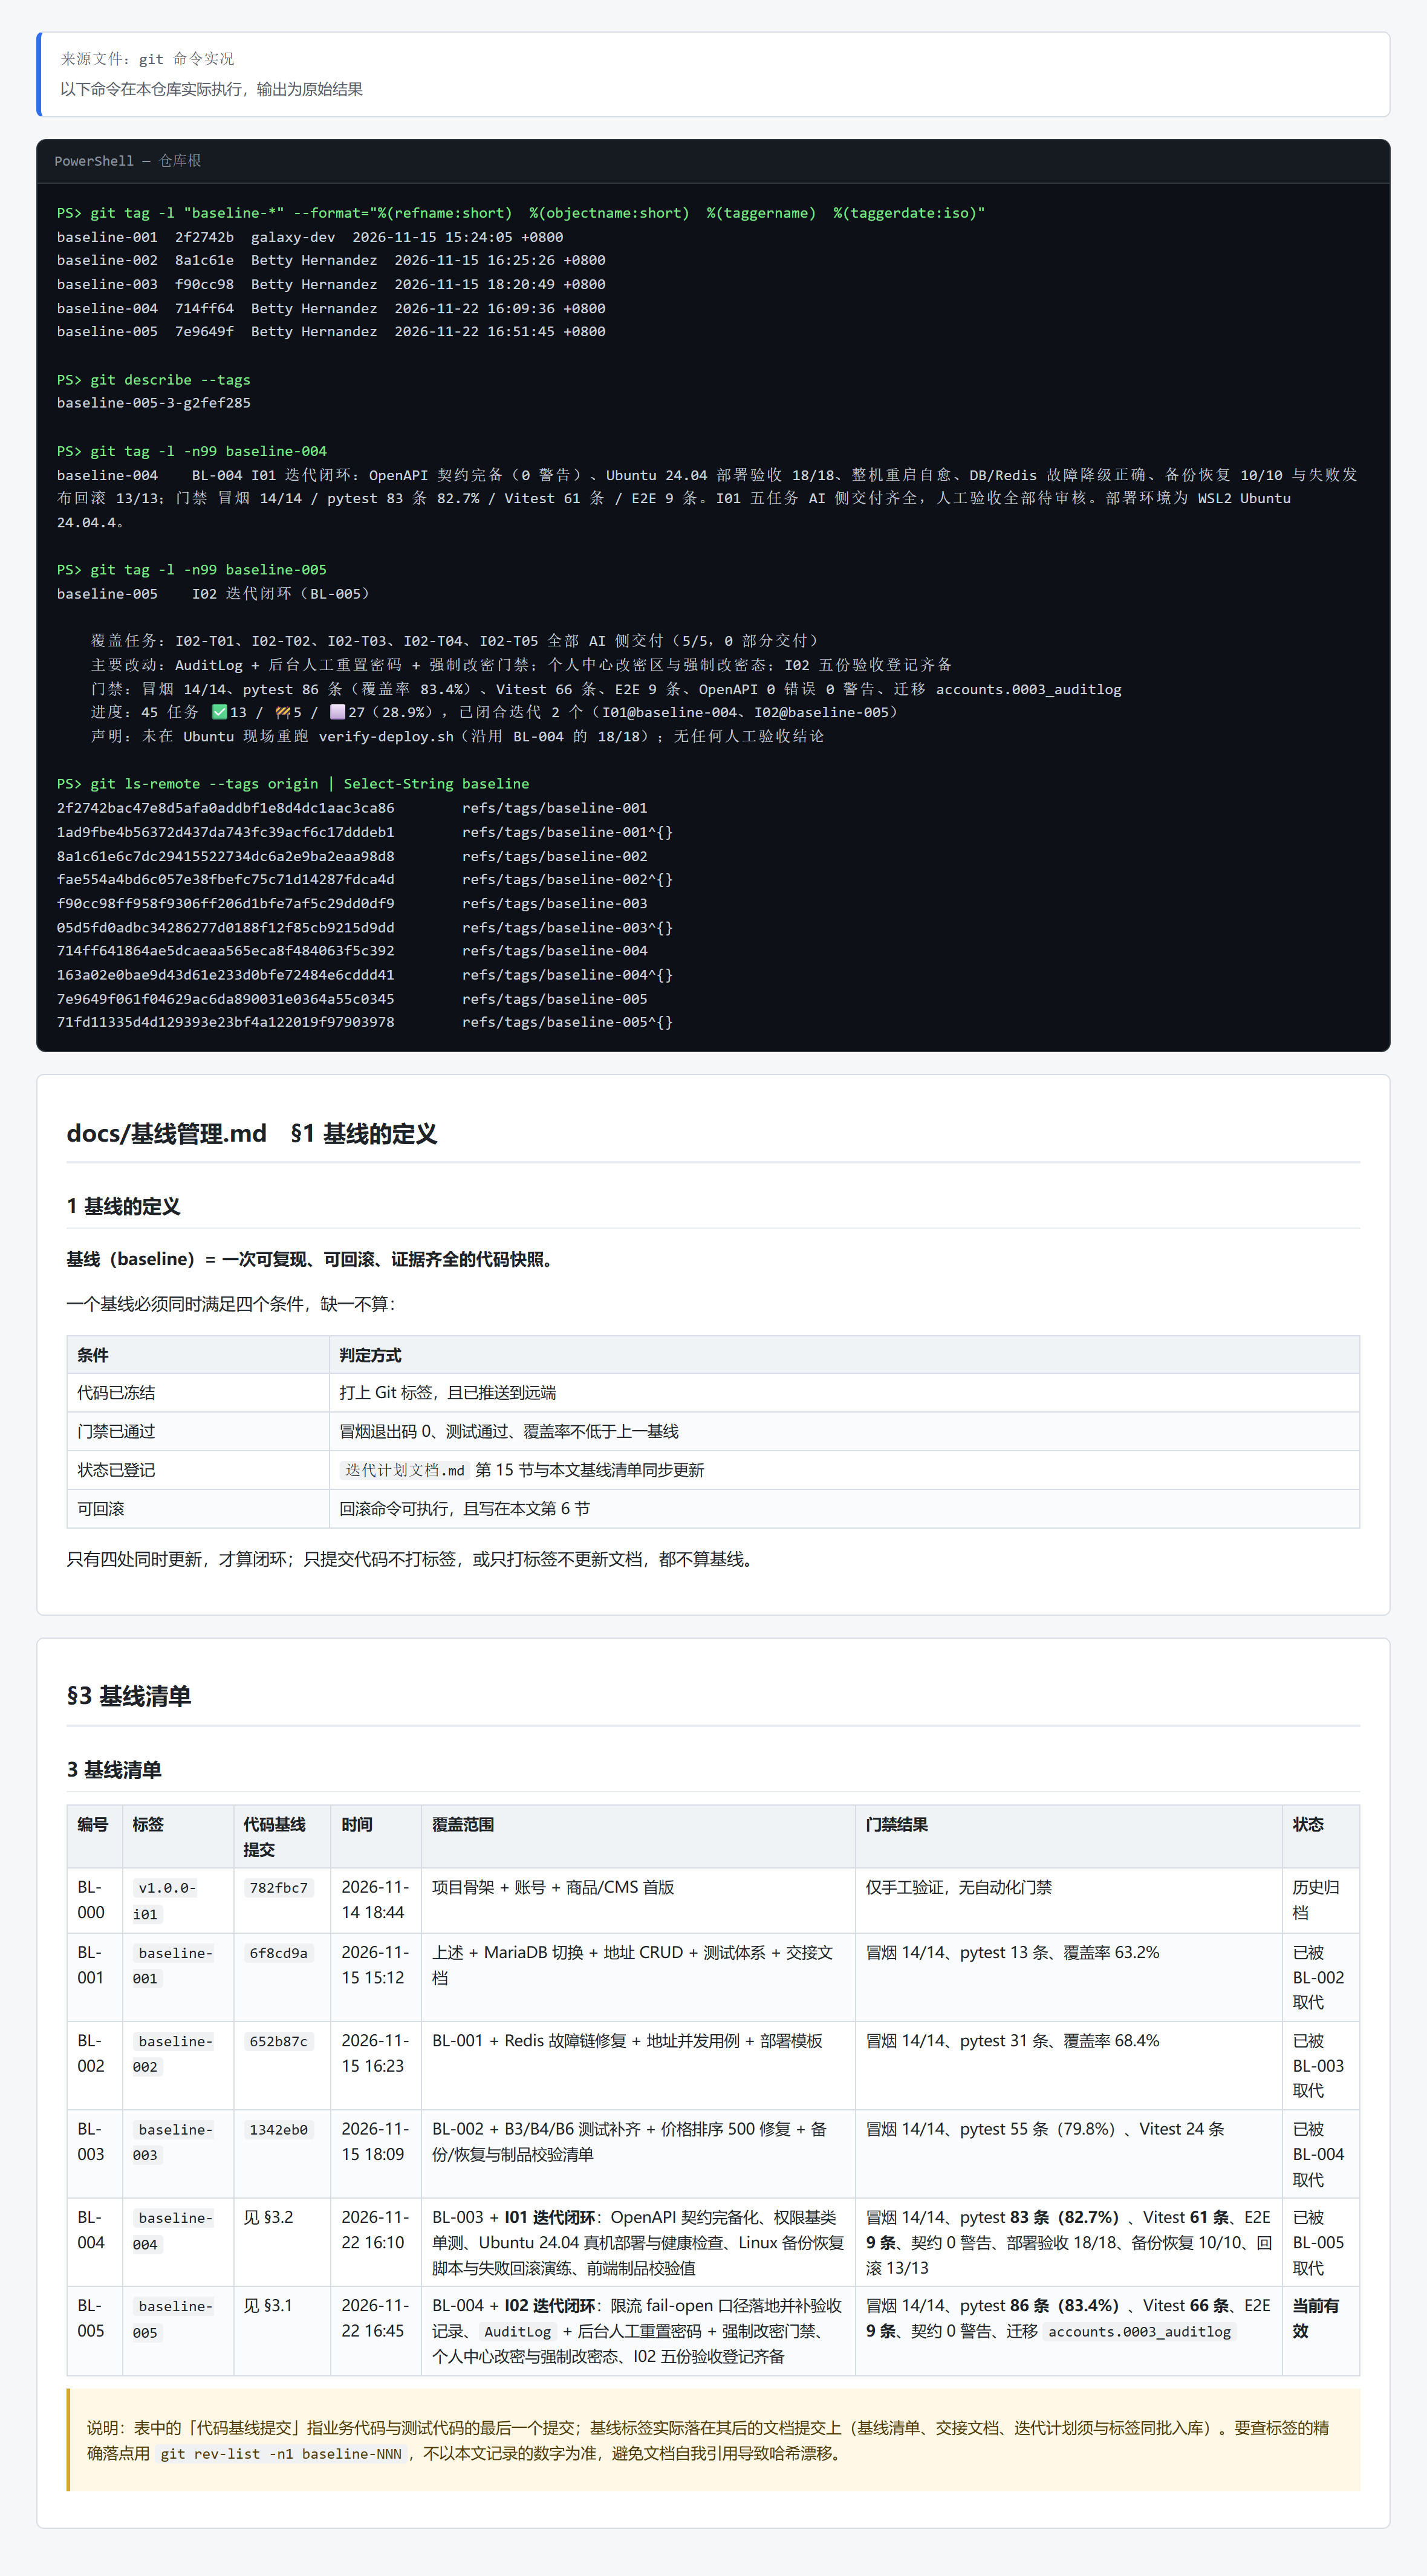 来源文件：git 命令实况
以下命令在本仓库实际执行，输出为原始结果
PowerShell — 仓库根
PS> git tag -l "baseline-*" --format="%(refname:short)  %(objectname:short)  %(taggername)  %(taggerdate:iso)"
baseline-001  2f2742b  galaxy-dev  2026-11-15 15:24:05 +0800
baseline-002  8a1c61e  Betty Hernandez  2026-11-15 16:25:26 +0800
baseline-003  f90cc98  Betty Hernandez  2026-11-15 18:20:49 +0800
baseline-004  714ff64  Betty Hernandez  2026-11-22 16:09:36 +0800
baseline-005  7e9649f  Betty Hernandez  2026-11-22 16:51:45 +0800
PS> git describe --tags
baseline-005-3-g2fef285
PS> git tag -l -n99 baseline-004
baseline-004    BL-004 I01 迭代闭环：OpenAPI 契约完备（0 警告）、Ubuntu 24.04 部署验收 18/18、整机重启自愈、DB/Redis 故障降级正确、备份恢复 10/10 与失败发
布回滚 13/13；门禁 冒烟 14/14 / pytest 83 条 82.7% / Vitest 61 条 / E2E 9 条。I01 五任务 AI 侧交付齐全，人工验收全部待审核。部署环境为 WSL2 Ubuntu
24.04.4。
PS> git tag -l -n99 baseline-005
baseline-005    I02 迭代闭环（BL-005）
覆盖任务：I02-T01、I02-T02、I02-T03、I02-T04、I02-T05 全部 AI 侧交付（5/5，0 部分交付）
主要改动：AuditLog + 后台人工重置密码 + 强制改密门禁；个人中心改密区与强制改密态；I02 五份验收登记齐备
门禁：冒烟 14/14、pytest 86 条（覆盖率 83.4%）、Vitest 66 条、E2E 9 条、OpenAPI 0 错误 0 警告、迁移 accounts.0003_auditlog
进度：45 任务 ✅13 / 🚧5 / ⬜27（28.9%），已闭合迭代 2 个（I01@baseline-004、I02@baseline-005）
声明：未在 Ubuntu 现场重跑 verify-deploy.sh（沿用 BL-004 的 18/18）；无任何人工验收结论
PS> git ls-remote --tags origin | Select-String baseline
2f2742bac47e8d5afa0addbf1e8d4dc1aac3ca86        refs/tags/baseline-001
1ad9fbe4b56372d437da743fc39acf6c17dddeb1        refs/tags/baseline-001^{}
8a1c61e6c7dc29415522734dc6a2e9ba2eaa98d8        refs/tags/baseline-002
fae554a4bd6c057e38fbefc75c71d14287fdca4d        refs/tags/baseline-002^{}
f90cc98ff958f9306ff206d1bfe7af5c29dd0df9        refs/tags/baseline-003
05d5fd0adbc34286277d0188f12f85cb9215d9dd        refs/tags/baseline-003^{}
714ff641864ae5dcaeaa565eca8f484063f5c392        refs/tags/baseline-004
163a02e0bae9d43d61e233d0bfe72484e6cddd41        refs/tags/baseline-004^{}
7e9649f061f04629ac6da890031e0364a55c0345        refs/tags/baseline-005
71fd11335d4d129393e23bf4a122019f97903978        refs/tags/baseline-005^{}
docs/基线管理.md　§1 基线的定义
1 基线的定义
基线（baseline）= 一次可复现、可回滚、证据齐全的代码快照。
一个基线必须同时满足四个条件，缺一不算：
条件 判定方式
代码已冻结 打上 Git 标签，且已推送到远端
门禁已通过 冒烟退出码 0、测试通过、覆盖率不低于上一基线
状态已登记 迭代计划文档.md 第 15 节与本文基线清单同步更新
可回滚 回滚命令可执行，且写在本文第 6 节
只有四处同时更新，才算闭环；只提交代码不打标签，或只打标签不更新文档，都不算基线。
§3 基线清单
3 基线清单
编号 标签 代码基线 时间 覆盖范围 门禁结果 状态
提交
BL- v1.0.0- 782fbc7 2026-11- 项目骨架 + 账号 + 商品/CMS 首版 仅手工验证，无自动化门禁 历史归
000 i01 14 18:44 档
BL- baseline- 6f8cd9a 2026-11- 上述 + MariaDB 切换 + 地址 CRUD + 测试体系 + 交接文 冒烟 14/14、pytest 13 条、覆盖率 63.2% 已被
001 001 15 15:12 档 BL-002
取代
BL- baseline- 652b87c 2026-11- BL-001 + Redis 故障链修复 + 地址并发用例 + 部署模板 冒烟 14/14、pytest 31 条、覆盖率 68.4% 已被
002 002 15 16:23 BL-003
取代
BL- baseline- 1342eb0 2026-11- BL-002 + B3/B4/B6 测试补齐 + 价格排序 500 修复 + 备 冒烟 14/14、pytest 55 条（79.8%）、Vitest 24 条 已被
003 003 15 18:09 份/恢复与制品校验清单 BL-004
取代
BL- baseline- 见 §3.2 2026-11- BL-003 + I01 迭代闭环：OpenAPI 契约完备化、权限基类 冒烟 14/14、pytest 83 条（82.7%）、Vitest 61 条、E2E 已被
004 004 22 16:10 单测、Ubuntu 24.04 真机部署与健康检查、Linux 备份恢复 9 条、契约 0 警告、部署验收 18/18、备份恢复 10/10、回 BL-005
脚本与失败回滚演练、前端制品校验值 滚 13/13 取代
BL- baseline- 见 §3.1 2026-11- BL-004 + I02 迭代闭环：限流 fail-open 口径落地并补验收 冒烟 14/14、pytest 86 条（83.4%）、Vitest 66 条、E2E 当前有
005 005 22 16:45 记录、AuditLog + 后台人工重置密码 + 强制改密门禁、 9 条、契约 0 警告、迁移 accounts.0003_auditlog 效
个人中心改密与强制改密态、I02 五份验收登记齐备
说明：表中的「代码基线提交」指业务代码与测试代码的最后一个提交；基线标签实际落在其后的文档提交上（基线清单、交接文档、迭代计划须与标签同批入库）。要查标签的精
确落点用 git rev-list -n1 baseline-NNN，不以本文记录的数字为准，避免文档自我引用导致哈希漂移。